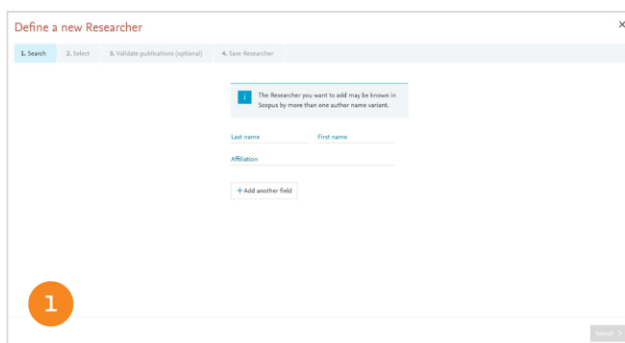 Define a new Researcher
×
1. Search 2. Select 3. Validate publications (optional) 4. Save Researcher
i
The Researcher you want to add may be known in
Scopus by more than one author name variant.
Last name First name
Affiliation
+ Add another field
1
Search >